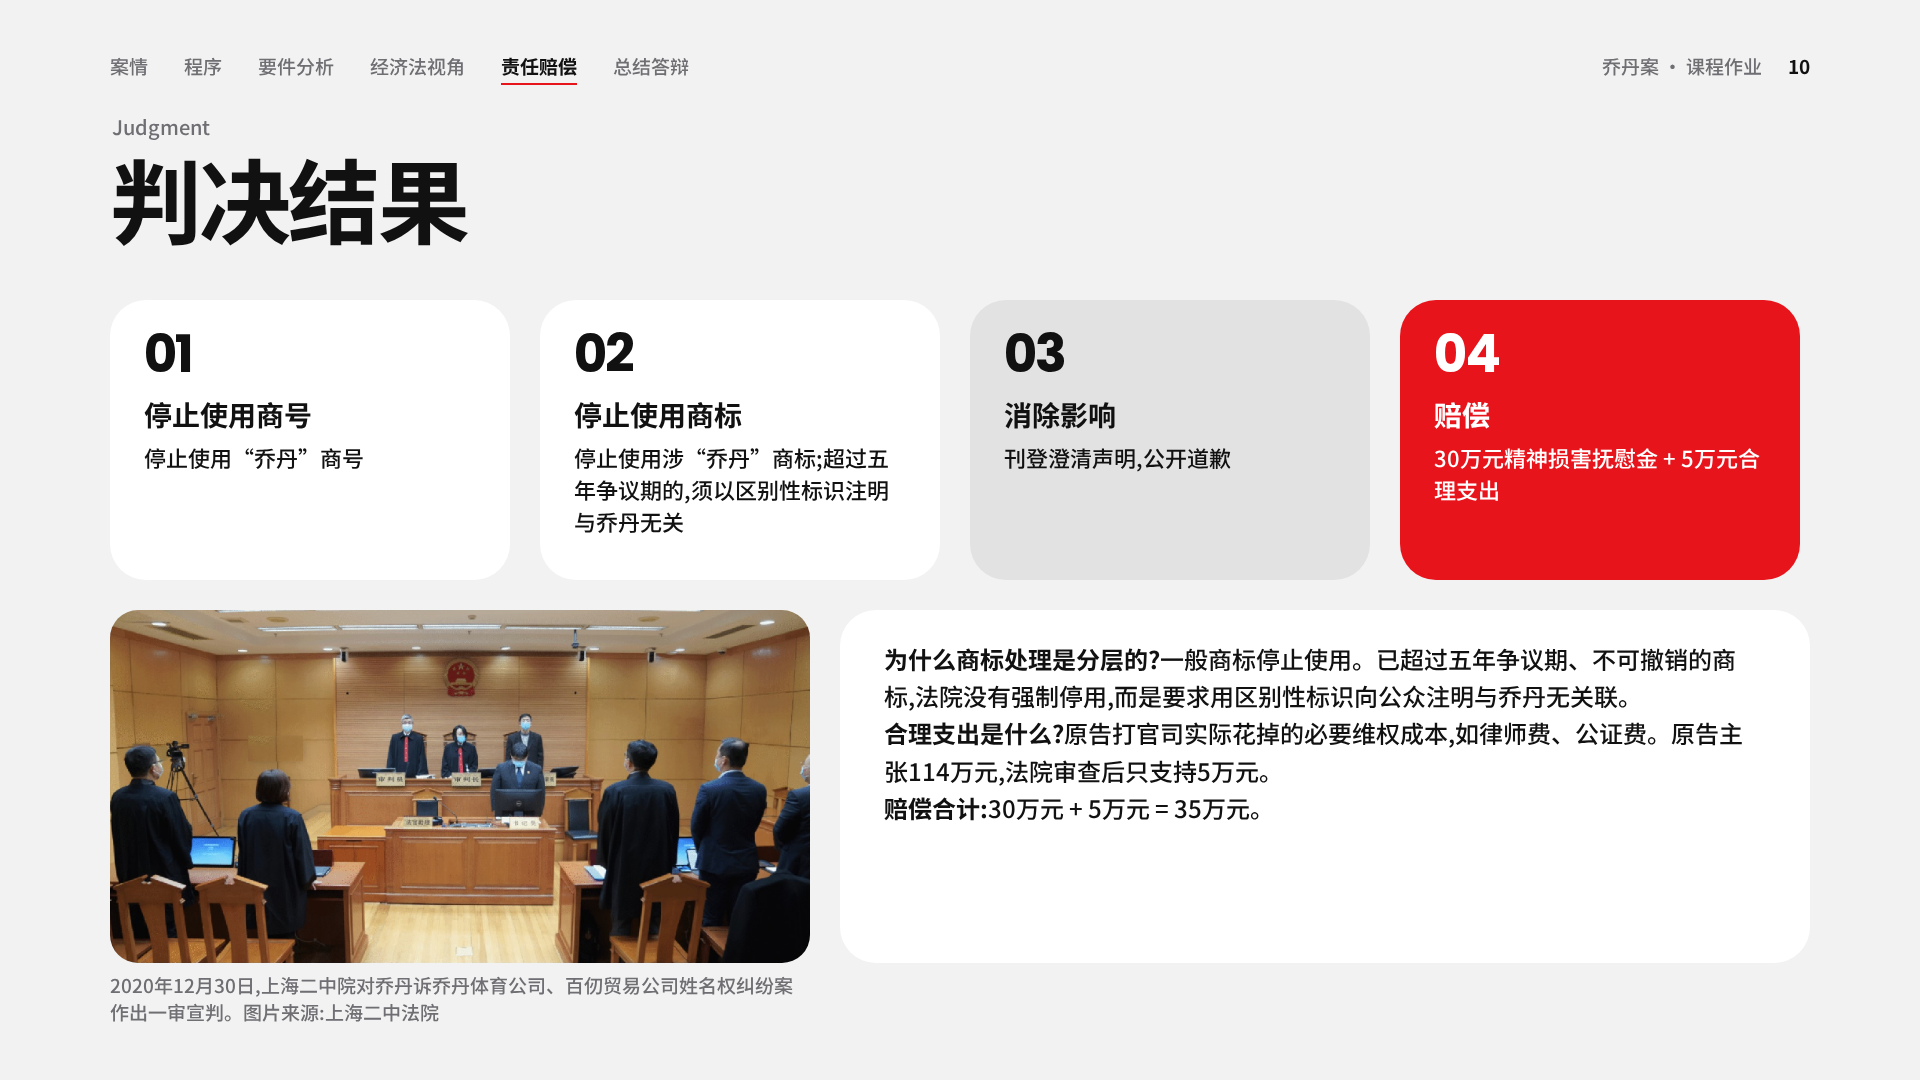 案情 程序 要件分析 经济法视角 责任赔偿 总结答辩 乔丹案 · 课程作业 10
Judgment
判决结果
01
停止使用商号
停止使用“乔丹”商号
02
停止使用商标
停止使用涉“乔丹”商标;超过五
年争议期的,须以区别性标识注明
与乔丹无关
03
消除影响
刊登澄清声明,公开道歉
04
赔偿
30万元精神损害抚慰金 + 5万元合
理支出
审判员
审判长
书记员
为什么商标处理是分层的?一般商标停止使用。已超过五年争议期、不可撤销的商
标,法院没有强制停用,而是要求用区别性标识向公众注明与乔丹无关联。
合理支出是什么?原告打官司实际花掉的必要维权成本,如律师费、公证费。原告主
张114万元,法院审查后只支持5万元。
赔偿合计:30万元 + 5万元 = 35万元。
2020年12月30日,上海二中院对乔丹诉乔丹体育公司、百仞贸易公司姓名权纠纷案
作出一审宣判。图片来源:上海二中法院